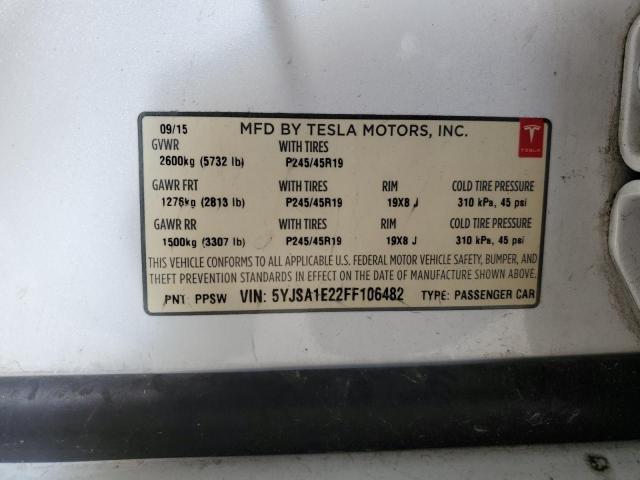 09/15 MFD BY TESLA MOTORS, INC.
GVWR WITH TIRES
2600kg (5732 lb) P245/45R19
GAWR FRT WITH TIRES RIM COLD TIRE PRESSURE
1276kg (2813 lb) P245/45R19 19X8 J 310 kPa, 45 psi
GAWR RR WITH TIRES RIM COLD TIRE PRESSURE
1500kg (3307 lb) P245/45R19 19X8 J 310 kPa, 45 psi
THIS VEHICLE CONFORMS TO ALL APPLICABLE U.S. FEDERAL MOTOR VEHICLE SAFETY, BUMPER, AND
THEFT PREVENTION STANDARDS IN EFFECT ON THE DATE OF MANUFACTURE SHOWN ABOVE.
PNT: PPSW VIN: 5YJSA1E22FF106482 TYPE: PASSENGER CAR
TESLA